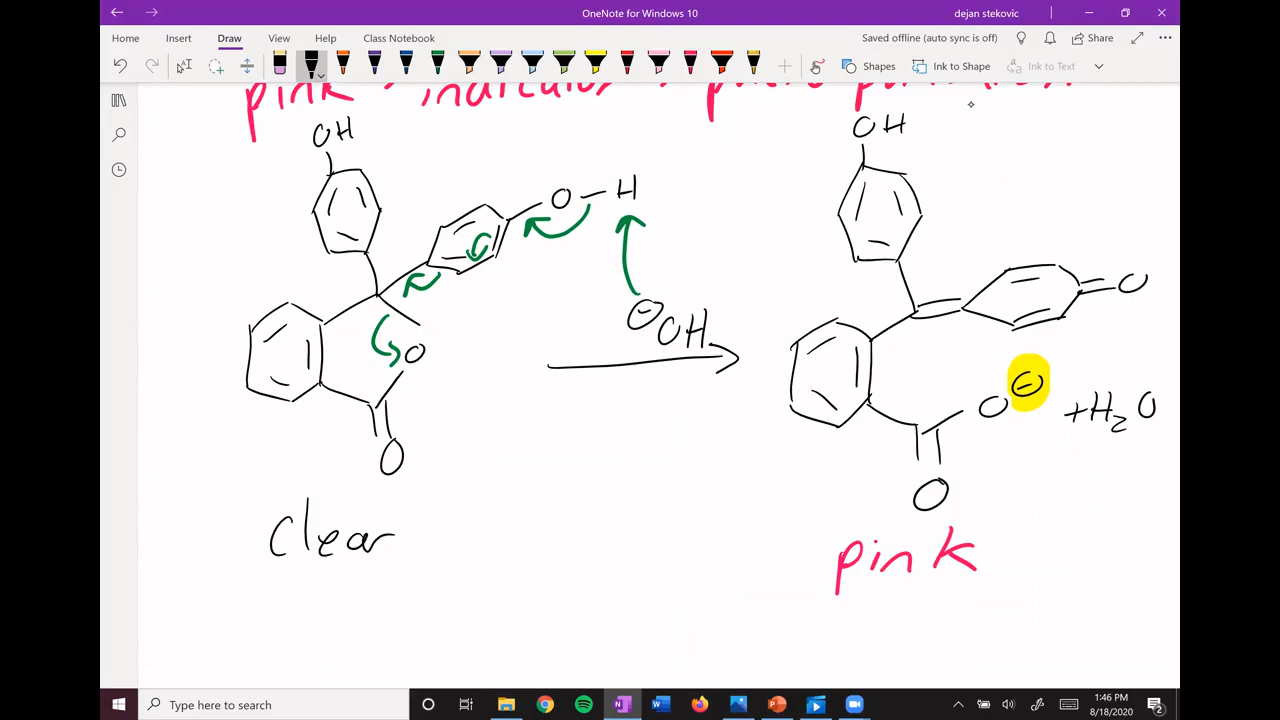 OneNote for Windows 10
dejan stekovic
Home Insert Draw View Help Class Notebook
Saved offline (auto sync is off)
Share
Shapes
Ink to Shape
Ink to Text
pink indicator
OH
O-H
⊖OH
O
O
clear
OH
O
O⊖
+H2O
O
pink
Type here to search
1:46 PM
8/18/2020
2